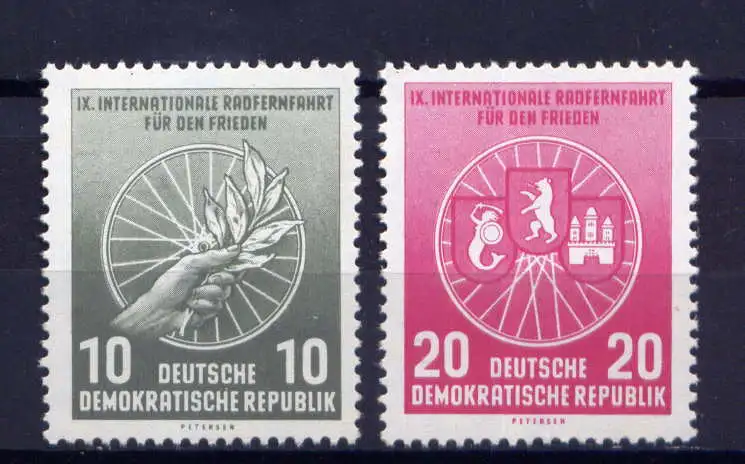 IX. INTERNATIONALE RADFERNFAHRT
FÜR DEN FRIEDEN
10 10
DEUTSCHE
DEMOKRATISCHE REPUBLIK
PETERSEN
IX. INTERNATIONALE RADFERNFAHRT
FÜR DEN FRIEDEN
20 20
DEUTSCHE
DEMOKRATISCHE REPUBLIK
PETERSEN